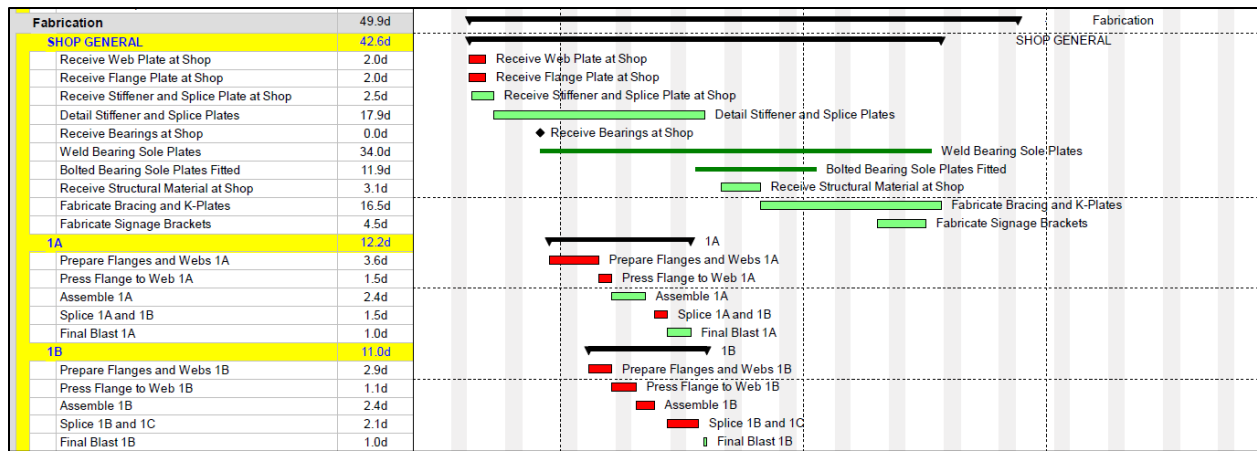 Fabrication 49.9d Fabrication
SHOP GENERAL 42.6d SHOP GENERAL
Receive Web Plate at Shop 2.0d Receive Web Plate at Shop
Receive Flange Plate at Shop 2.0d Receive Flange Plate at Shop
Receive Stiffener and Splice Plate at Shop 2.5d Receive Stiffener and Splice Plate at Shop
Detail Stiffener and Splice Plates 17.9d Detail Stiffener and Splice Plates
Receive Bearings at Shop 0.0d Receive Bearings at Shop
Weld Bearing Sole Plates 34.0d Weld Bearing Sole Plates
Bolted Bearing Sole Plates Fitted 11.9d Bolted Bearing Sole Plates Fitted
Receive Structural Material at Shop 3.1d Receive Structural Material at Shop
Fabricate Bracing and K-Plates 16.5d Fabricate Bracing and K-Plates
Fabricate Signage Brackets 4.5d Fabricate Signage Brackets
1A 12.2d 1A
Prepare Flanges and Webs 1A 3.6d Prepare Flanges and Webs 1A
Press Flange to Web 1A 1.5d Press Flange to Web 1A
Assemble 1A 2.4d Assemble 1A
Splice 1A and 1B 1.5d Splice 1A and 1B
Final Blast 1A 1.0d Final Blast 1A
1B 11.0d 1B
Prepare Flanges and Webs 1B 2.9d Prepare Flanges and Webs 1B
Press Flange to Web 1B 1.1d Press Flange to Web 1B
Assemble 1B 2.4d Assemble 1B
Splice 1B and 1C 2.1d Splice 1B and 1C
Final Blast 1B 1.0d Final Blast 1B